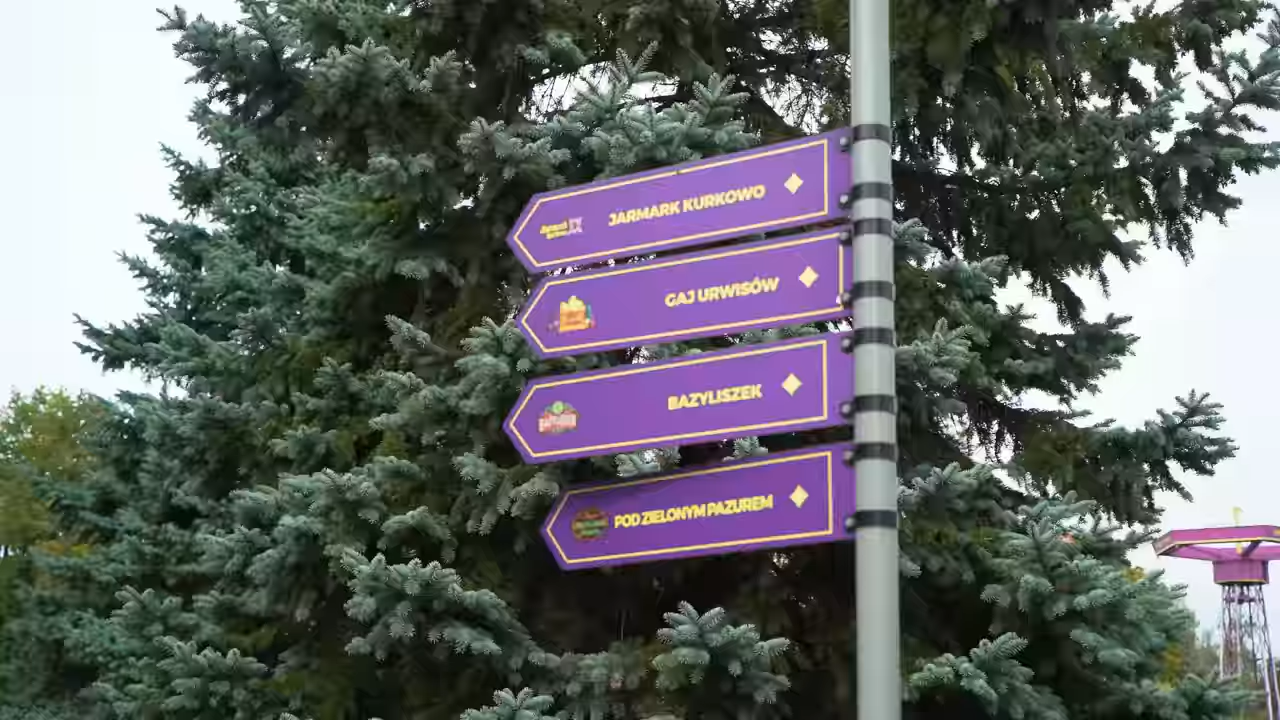 JARMARK KURKOWO
GAJ URWISÓW
BAZYLISZEK
POD ZIELONYM PAZUREM